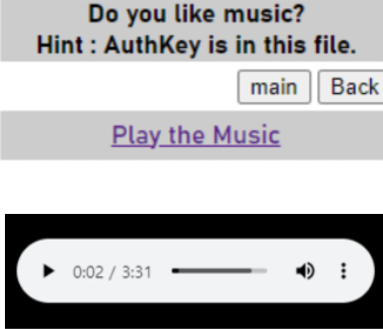 Do you like music?
Hint : AuthKey is in this file.
main Back
Play the Music
0:02 / 3:31